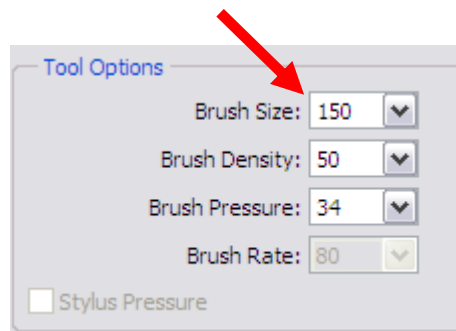 Tool Options
Brush Size: 150
Brush Density: 50
Brush Pressure: 34
Brush Rate: 80
Stylus Pressure